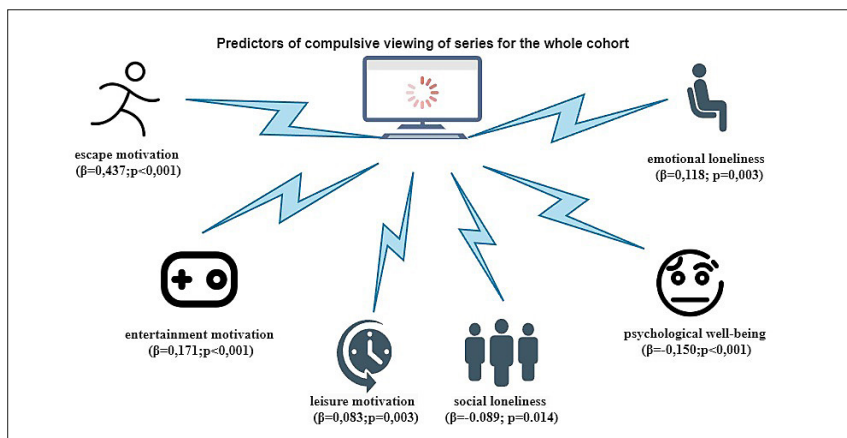 Predictors of compulsive viewing of series for the whole cohort
escape motivation
(β=0,437;p<0,001)
emotional loneliness
(β=0,118; p=0,003)
entertainment motivation
(β=0,171;p<0,001)
psychological well-being
(β=-0,150;p<0,001)
leisure motivation
(β=0,083;p=0,003)
social loneliness
(β=-0.089; p=0.014)